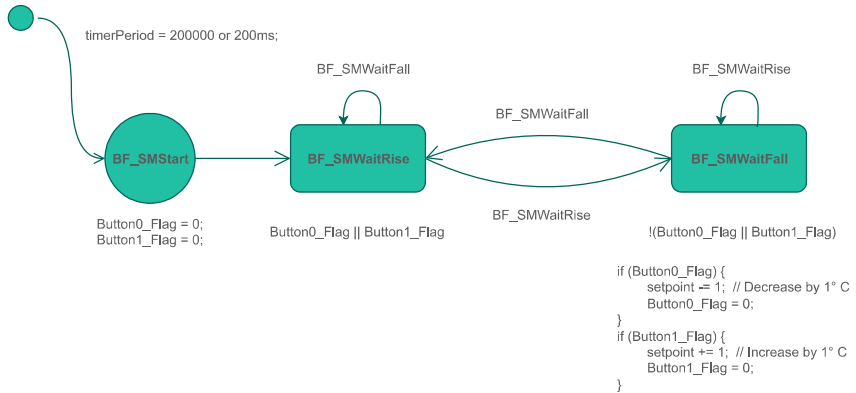 timerPeriod = 200000 or 200ms;
BF_SMWaitFall
BF_SMWaitRise
BF_SMWaitFall
BF_SMStart
BF_SMWaitRise
BF_SMWaitFall
BF_SMWaitRise
Button0_Flag = 0;
Button1_Flag = 0;
Button0_Flag || Button1_Flag
!(Button0_Flag || Button1_Flag)
if (Button0_Flag) {
setpoint -= 1;  // Decrease by 1° C
Button0_Flag = 0;
}
if (Button1_Flag) {
setpoint += 1;  // Increase by 1° C
Button1_Flag = 0;
}